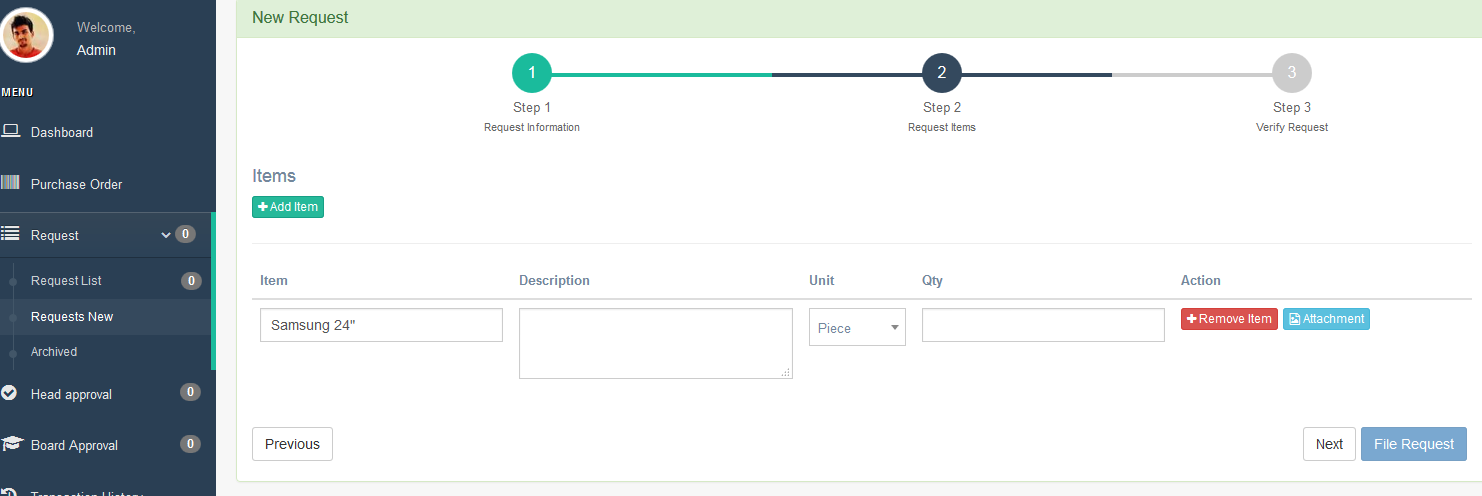 Welcome,
Admin
MENU
Dashboard
Purchase Order
Request 0
Request List 0
Requests New
Archived
Head approval 0
Board Approval 0
Transaction History
New Request
1 2 3
Step 1 Step 2 Step 3
Request Information Request Items Verify Request
Items
Add Item
Item Description Unit Qty Action
Samsung 24" Piece Remove Item Attachment
Previous Next File Request